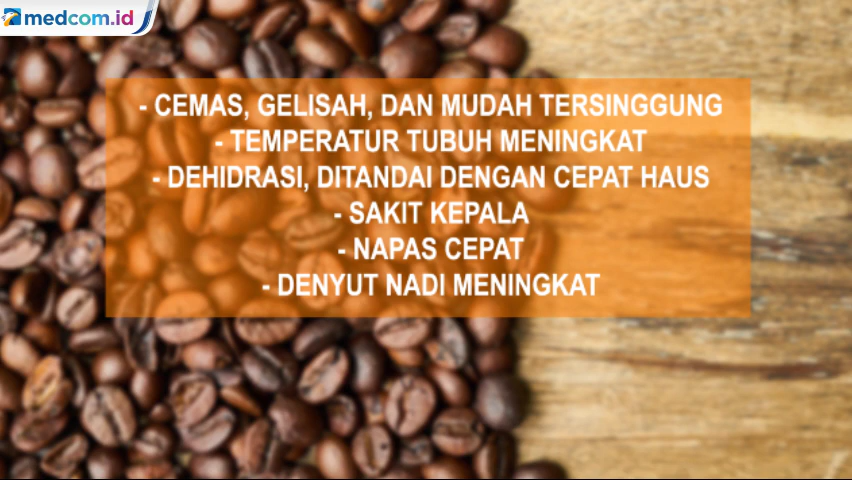 medcom.id
- CEMAS, GELISAH, DAN MUDAH TERSINGGUNG
- TEMPERATUR TUBUH MENINGKAT
- DEHIDRASI, DITANDAI DENGAN CEPAT HAUS
- SAKIT KEPALA
- NAPAS CEPAT
- DENYUT NADI MENINGKAT